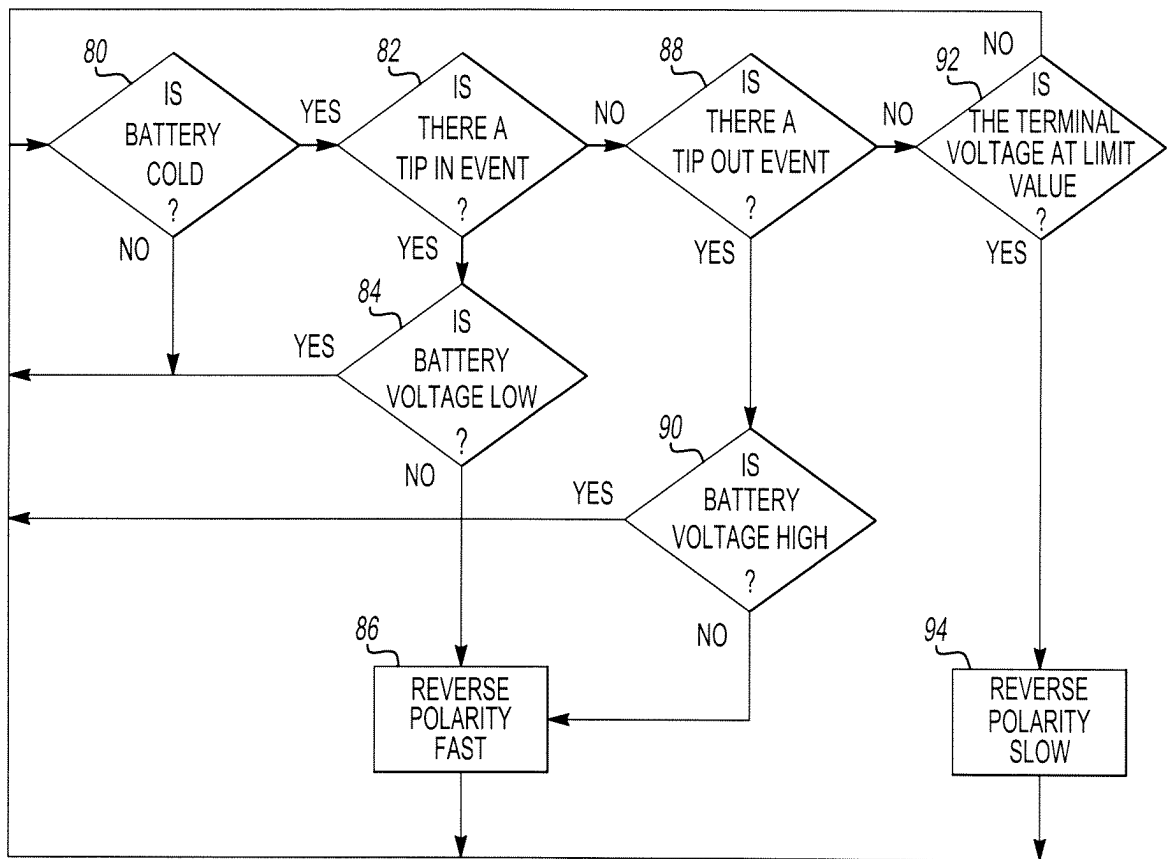 80
IS
BATTERY
COLD
?
YES
NO
82
IS
THERE A
TIP IN EVENT
?
NO
YES
88
IS
THERE A
TIP OUT EVENT
?
NO
YES
92
NO
IS
THE TERMINAL
VOLTAGE AT LIMIT
VALUE
?
YES
84
YES
IS
BATTERY
VOLTAGE LOW
?
NO
90
YES
IS
BATTERY
VOLTAGE HIGH
?
NO
86
REVERSE
POLARITY
FAST
94
REVERSE
POLARITY
SLOW